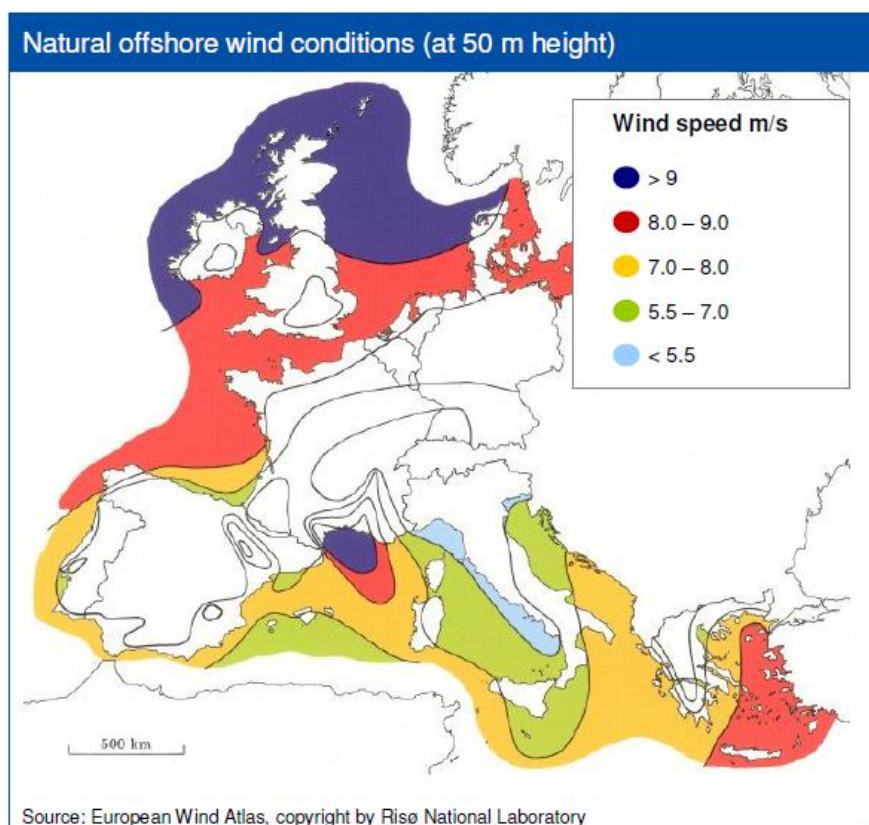 Natural offshore wind conditions (at 50 m height)
Wind speed m/s
> 9
8.0 – 9.0
7.0 – 8.0
5.5 – 7.0
< 5.5
500 km
Source: European Wind Atlas, copyright by Risø National Laboratory